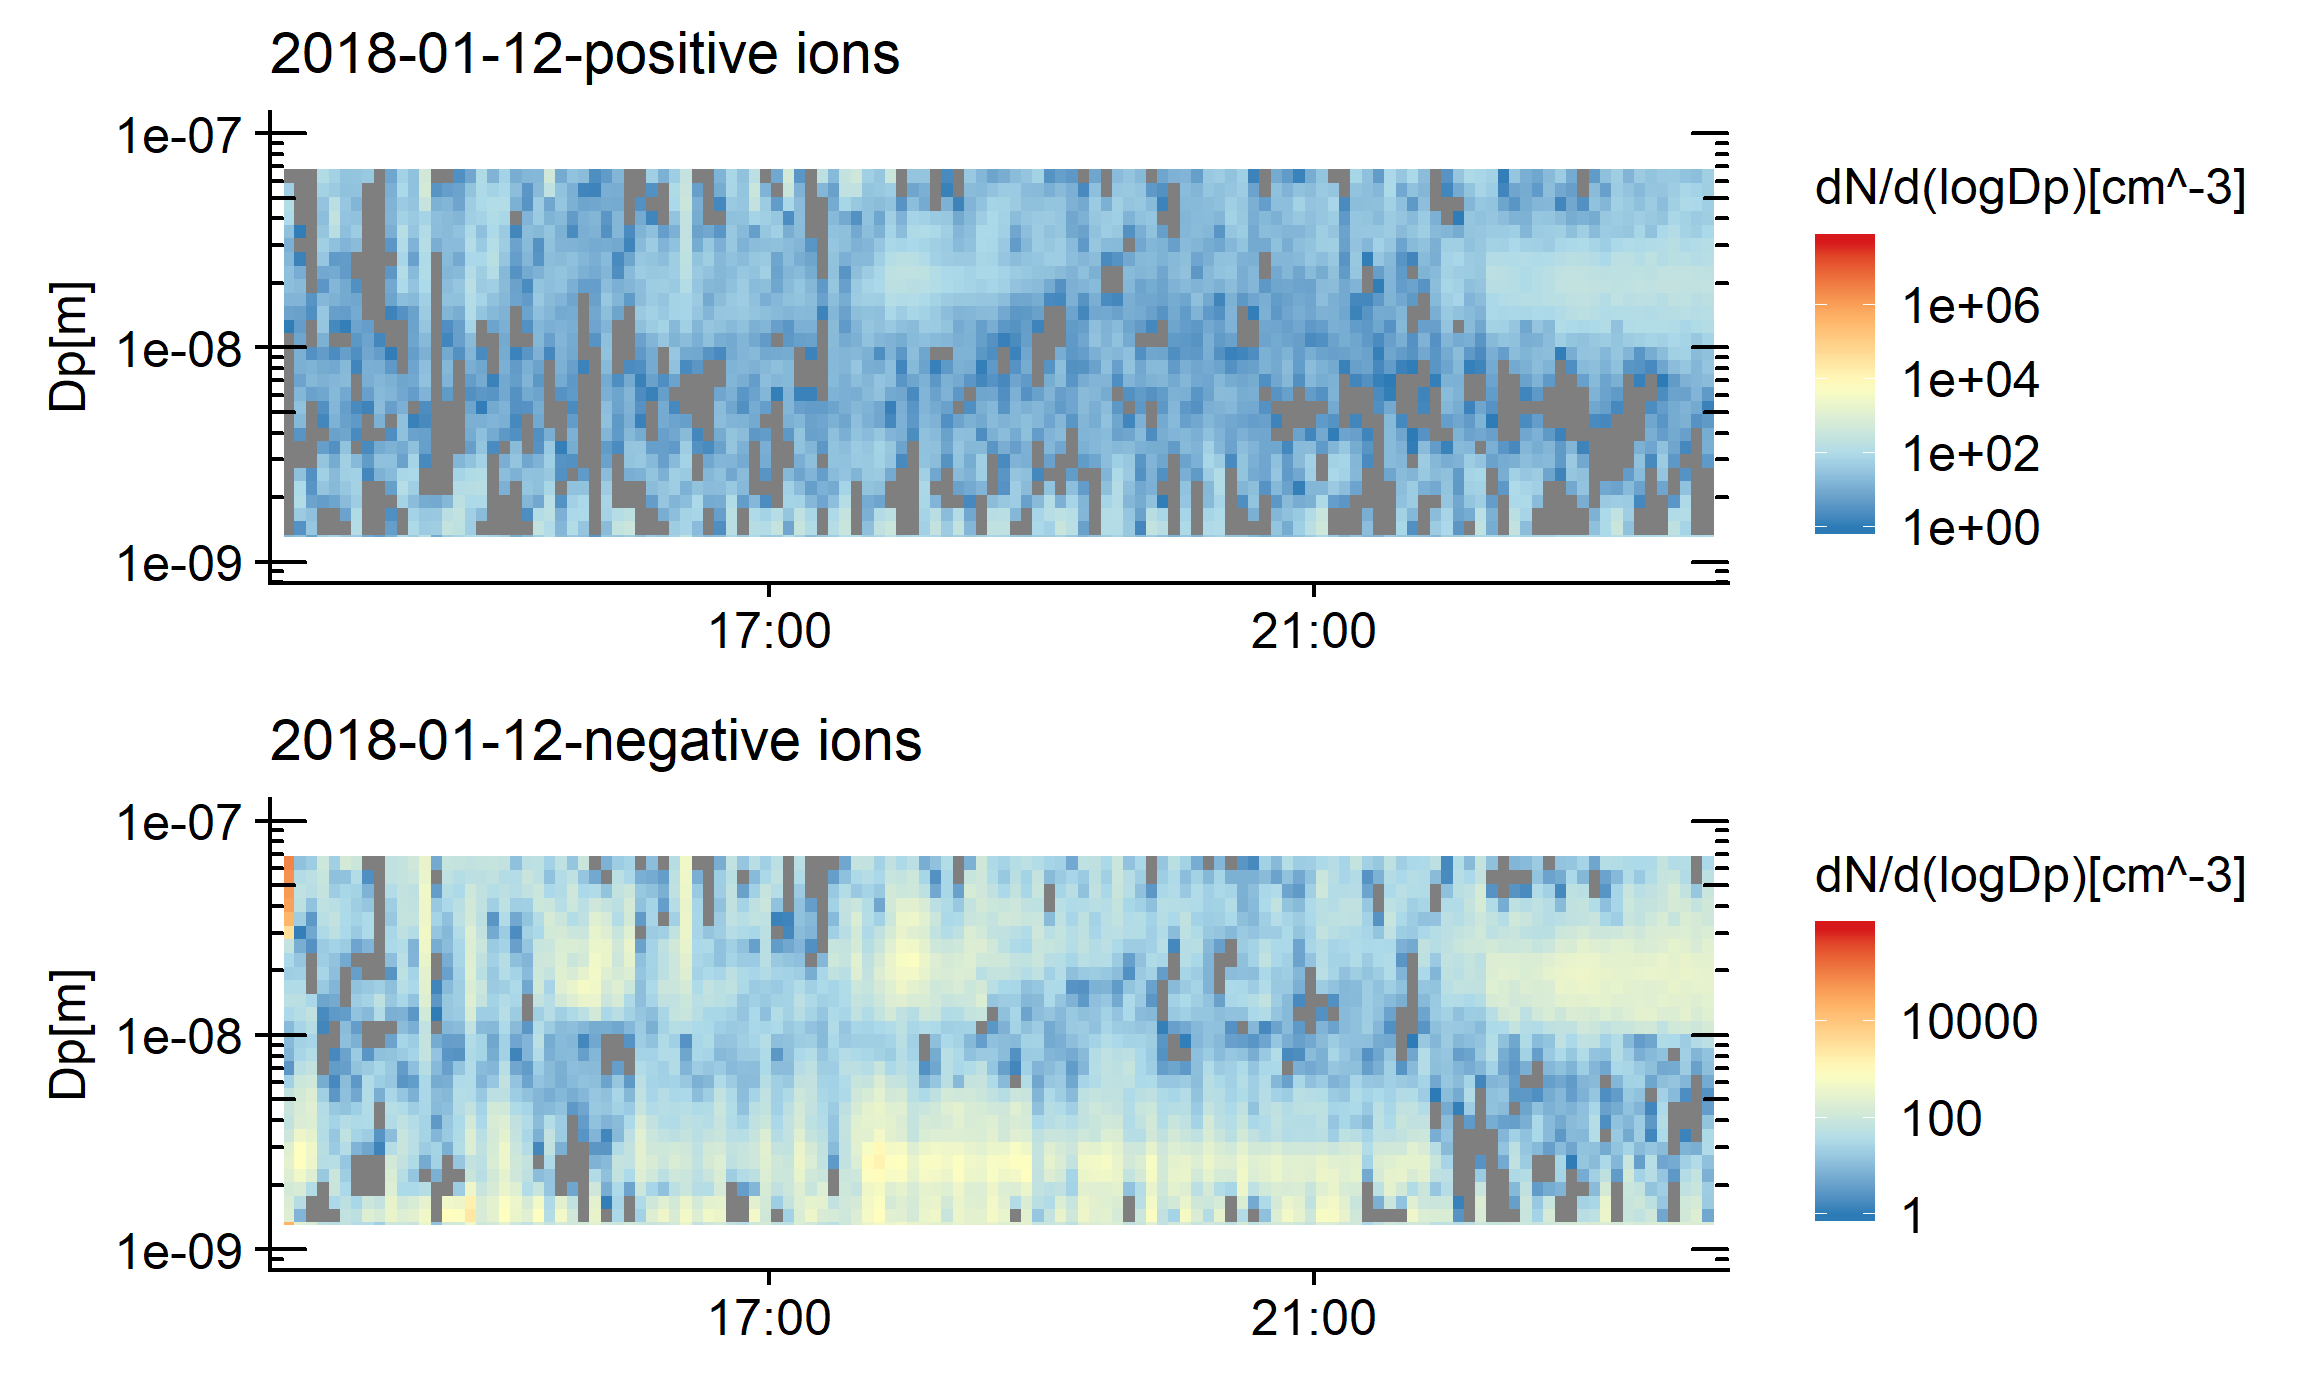 2018-01-12-positive ions
dN/d(logDp)[cm^-3]
Dp[m]
1e-07
1e-08
1e-09
17:00
21:00
1e+06
1e+04
1e+02
1e+00
2018-01-12-negative ions
dN/d(logDp)[cm^-3]
Dp[m]
1e-07
1e-08
1e-09
17:00
21:00
10000
100
1